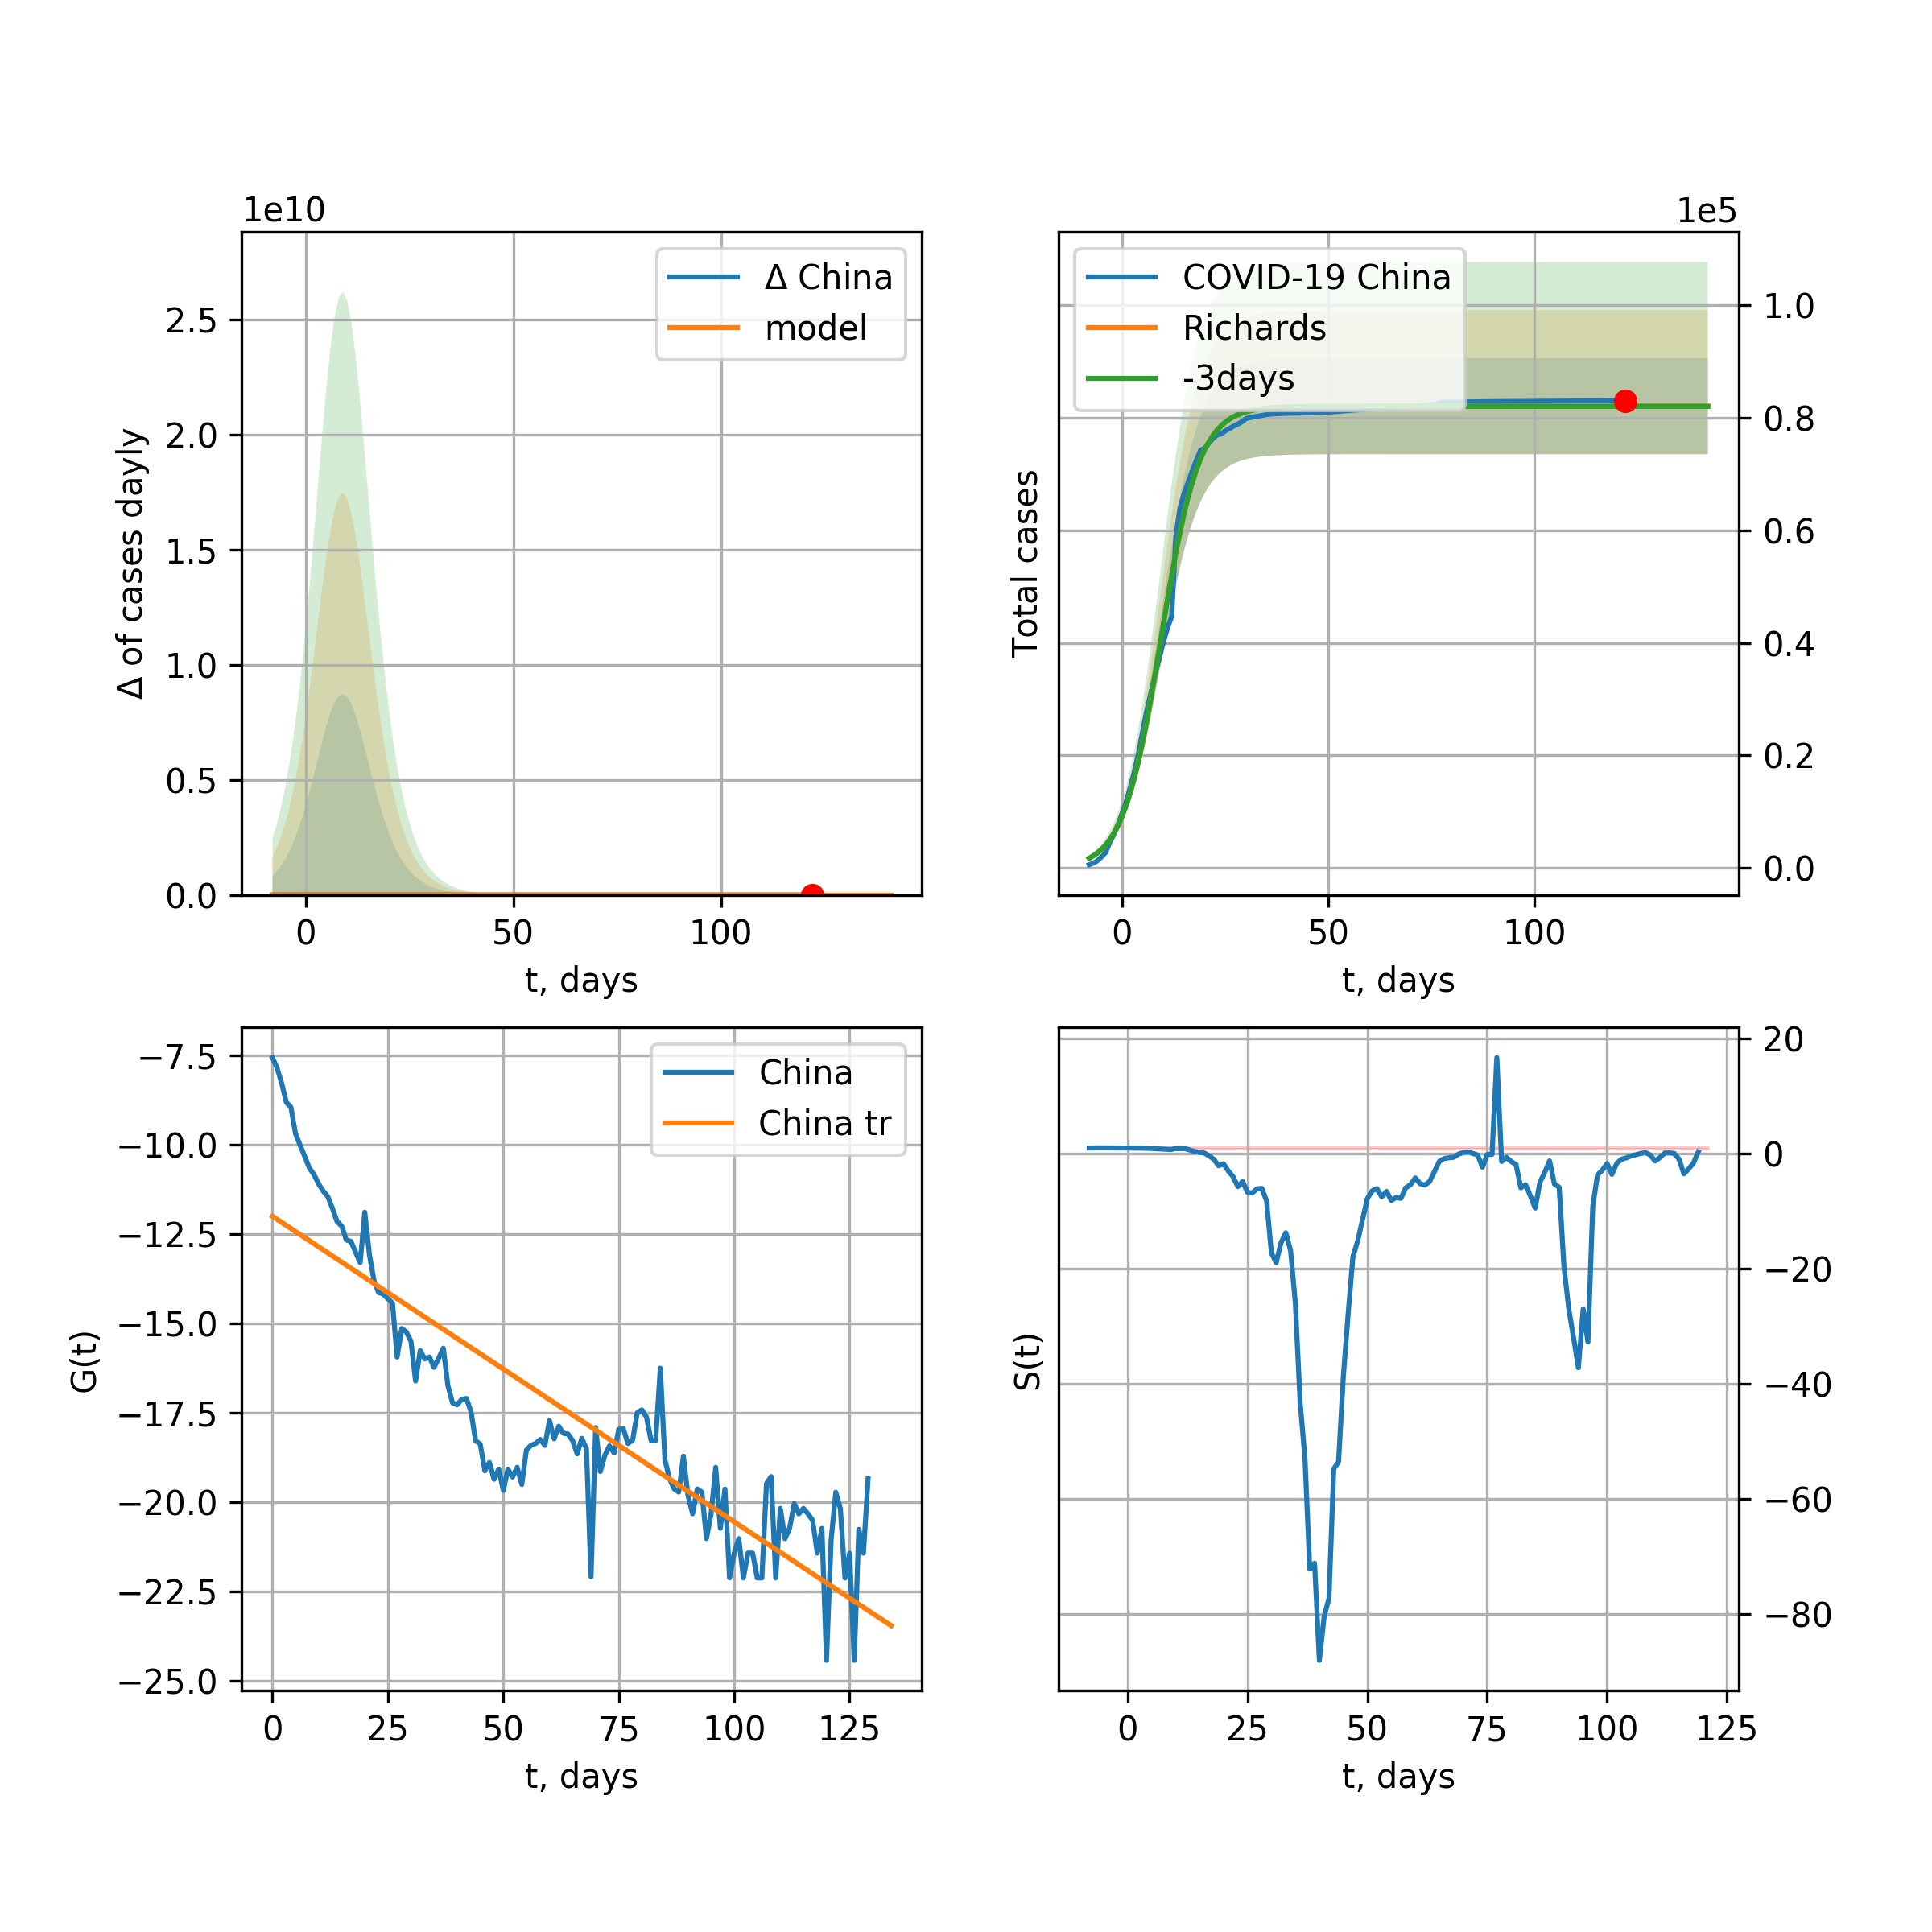 1e10
Δ China
model
2.5
2.0
1.5
1.0
0.5
0.0
Δ of cases dayly
0 50 100
t, days
1e5
COVID-19 China
Richards
-3days
1.0
0.8
0.6
0.4
0.2
0.0
Total cases
0 50 100
t, days
China
China tr
−7.5
−10.0
−12.5
−15.0
−17.5
−20.0
−22.5
−25.0
G(t)
0 25 50 75 100 125
t, days
20
0
−20
−40
−60
−80
S(t)
0 25 50 75 100 125
t, days